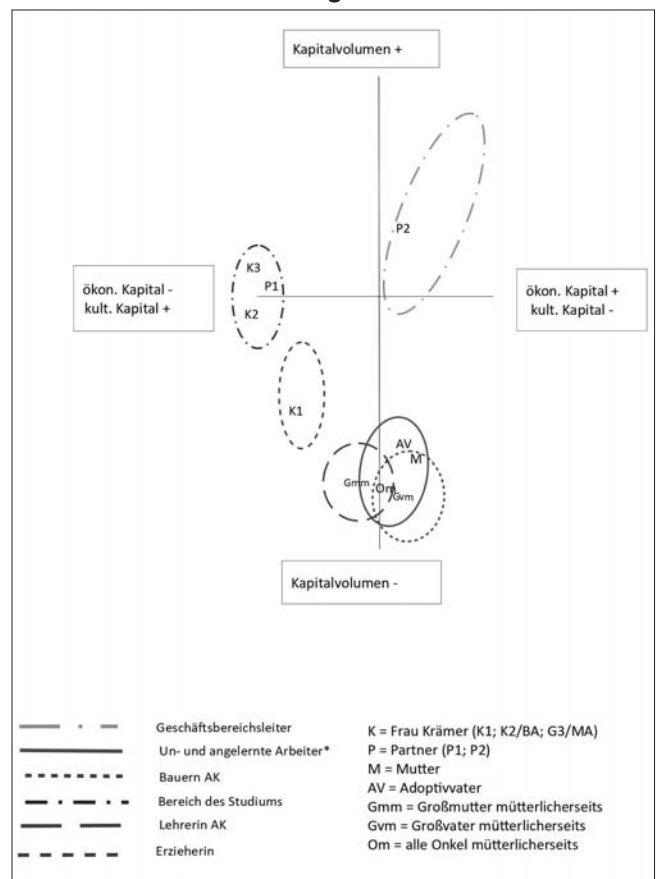 g
Kapitalvolumen +
P2
K3
P1
K2
ökon. Kapital -
kult. Kapital +
ökon. Kapital +
kult. Kapital -
K1
AV
M
Gmm
Om
Gvm
Kapitalvolumen -
Geschäftsbereichsleiter
Un- und angelernte Arbeiter*
Bauern AK
Bereich des Studiums
Lehrerin AK
Erzieherin
K = Frau Krämer (K1; K2/BA; G3/MA)
P = Partner (P1; P2)
M = Mutter
AV = Adoptivvater
Gmm = Großmutter mütterlicherseits
Gvm = Großvater mütterlicherseits
Om = alle Onkel mütterlicherseits